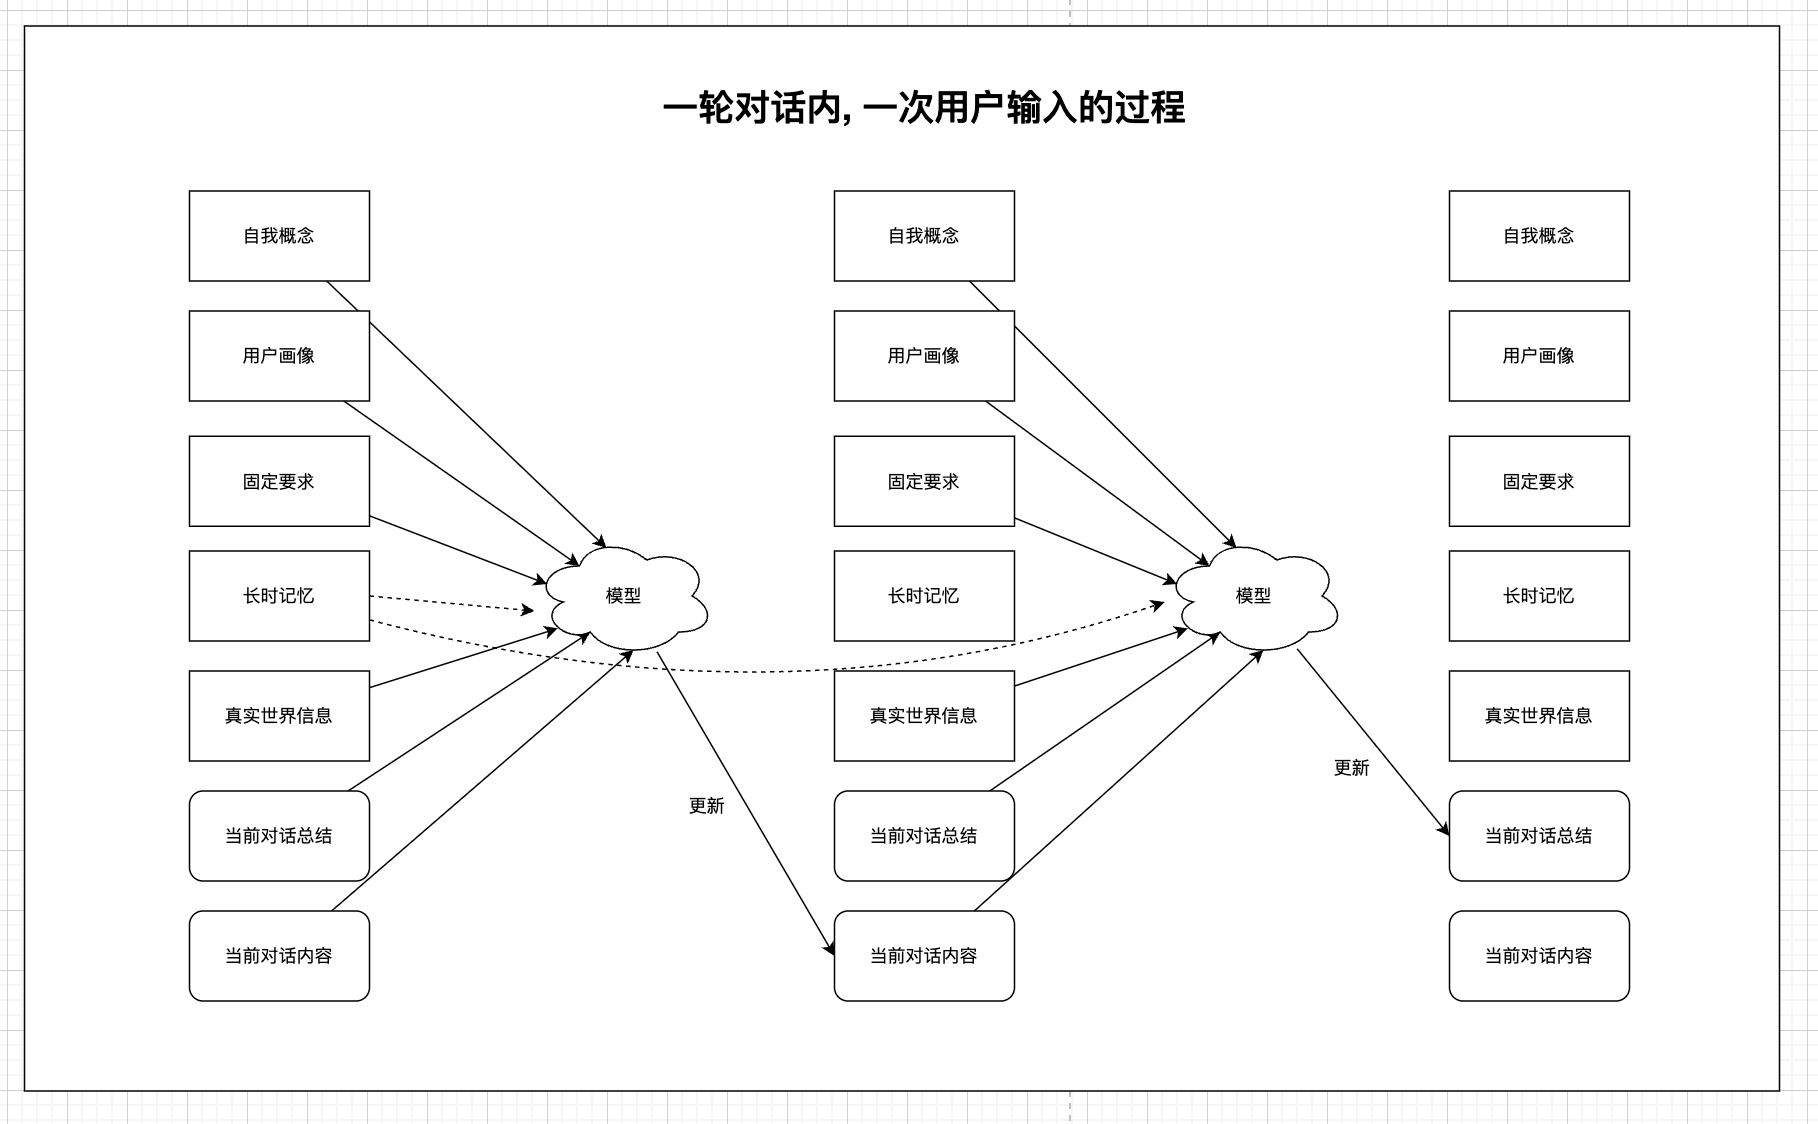 一轮对话内, 一次用户输入的过程
自我概念
用户画像
固定要求
长时记忆
真实世界信息
当前对话总结
当前对话内容
模型
更新
自我概念
用户画像
固定要求
长时记忆
真实世界信息
当前对话总结
当前对话内容
模型
更新
自我概念
用户画像
固定要求
长时记忆
真实世界信息
当前对话总结
当前对话内容